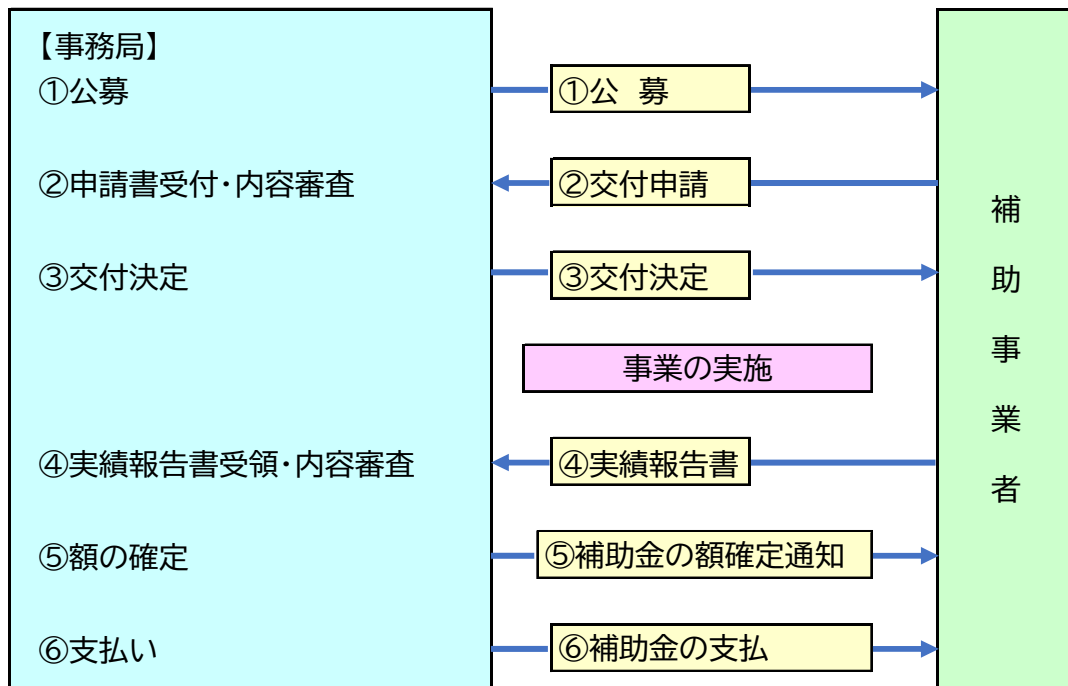 【事務局】
①公募
①公 募
②申請書受付・内容審査
②交付申請
③交付決定
③交付決定
事業の実施
④実績報告書受領・内容審査
④実績報告書
⑤額の確定
⑤補助金の額確定通知
⑥支払い
⑥補助金の支払
補助事業者